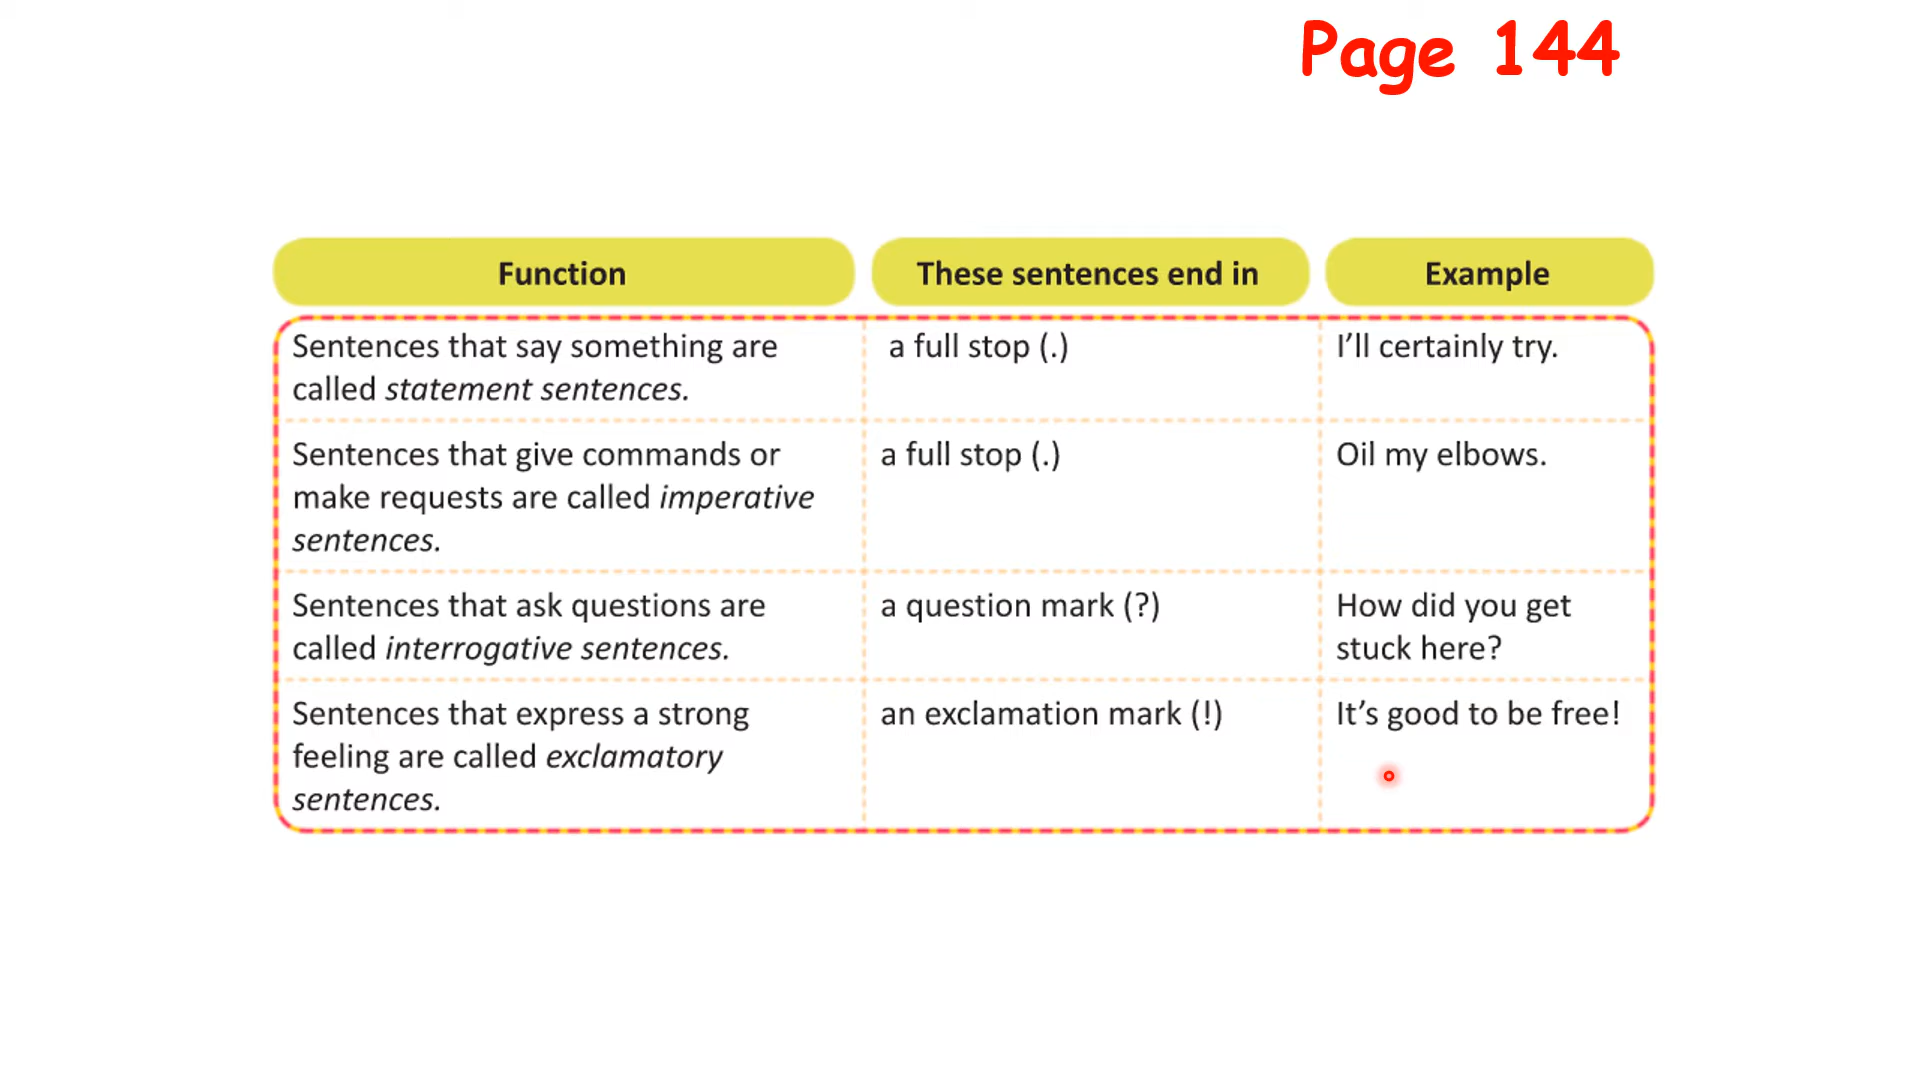 Page 144
Function
These sentences end in
Example
Sentences that say something are
called statement sentences.
a full stop (.)
I’ll certainly try.
Sentences that give commands or
make requests are called imperative
sentences.
a full stop (.)
Oil my elbows.
Sentences that ask questions are
called interrogative sentences.
a question mark (?)
How did you get
stuck here?
Sentences that express a strong
feeling are called exclamatory
sentences.
an exclamation mark (!)
It’s good to be free!